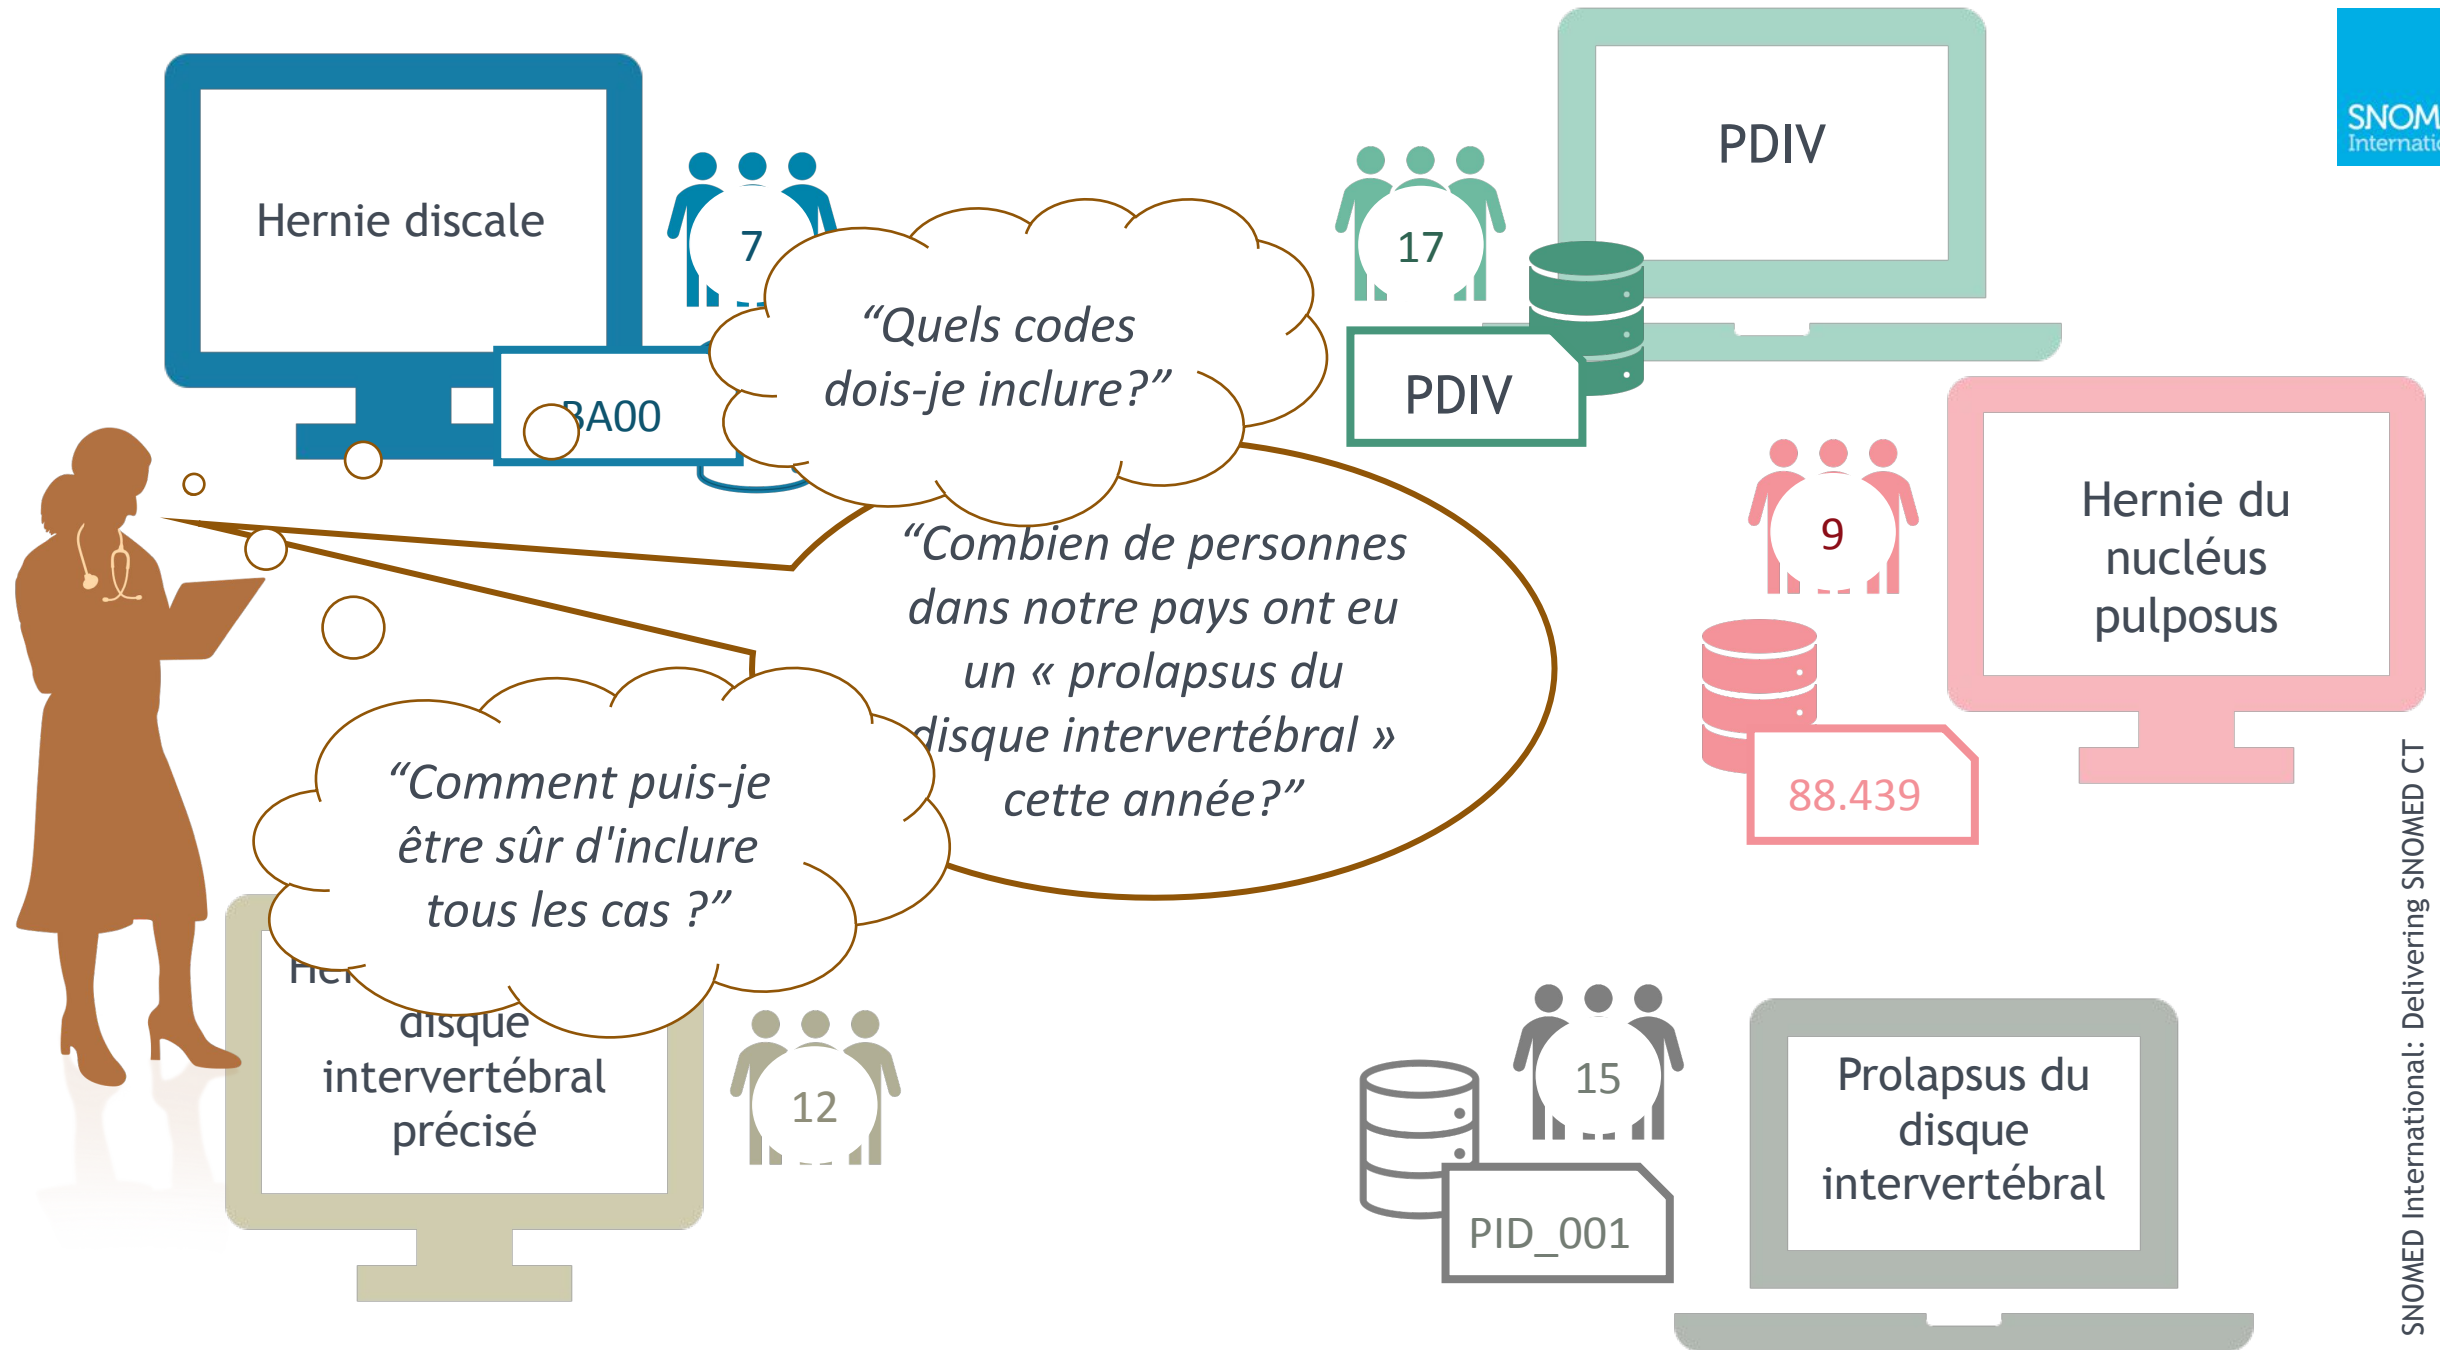 Hernie discale
7
BA00
“Quels codes
dois-je inclure?”
17
PDIV
PDIV
9
Hernie du
nucléus
pulposus
88.439
“Combien de personnes
dans notre pays ont eu
un « prolapsus du
disque intervertébral »
cette année?”
“Comment puis-je
être sûr d'inclure
tous les cas ?”
disque
intervertébral
précisé
12
15
PID_001
Prolapsus du
disque
intervertébral
SNOMED International: Delivering SNOMED CT